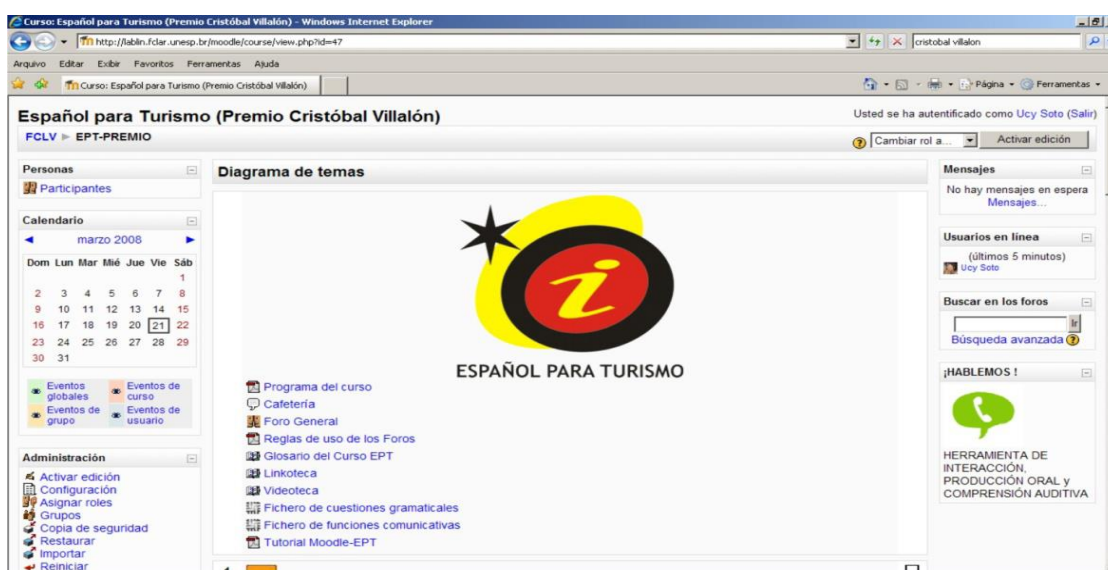 Curso: Español para Turismo (Premio Cristóbal Villalón) - Windows Internet Explorer
http://lablin.fclar.unesp.br/moodle/course/view.php?id=47
cristobal villalon
Arquivo Editar Exibir Favoritos Ferramentas Ajuda
Curso: Español para Turismo (Premio Cristóbal Villalón)
Página Ferramentas
Español para Turismo (Premio Cristóbal Villalón)
Usted se ha autentificado como Ucy Soto (Salir)
FCLV ► EPT-PREMIO
Cambiar rol a...
Activar edición
Personas
Participantes
Calendario
marzo 2008
Dom Lun Mar Mié Jue Vie Sáb
1
2 3 4 5 6 7 8
9 10 11 12 13 14 15
16 17 18 19 20 21 22
23 24 25 26 27 28 29
30 31
Eventos globales
Eventos de curso
Eventos de grupo
Eventos de usuario
Administración
Activar edición
Configuración
Asignar roles
Grupos
Copia de seguridad
Restaurar
Importar
Reiniciar
Diagrama de temas
i
ESPAÑOL PARA TURISMO
Programa del curso
Cafetería
Foro General
Reglas de uso de los Foros
Glosario del Curso EPT
Linkoteca
Videoteca
Fichero de cuestiones gramaticales
Fichero de funciones comunicativas
Tutorial Moodle-EPT
Mensajes
No hay mensajes en espera
Mensajes...
Usuarios en línea
(últimos 5 minutos)
Ucy Soto
Buscar en los foros
Ir
Búsqueda avanzada
¡HABLEMOS !
HERRAMIENTA DE
INTERACCIÓN,
PRODUCCIÓN ORAL y
COMPRENSIÓN AUDITIVA